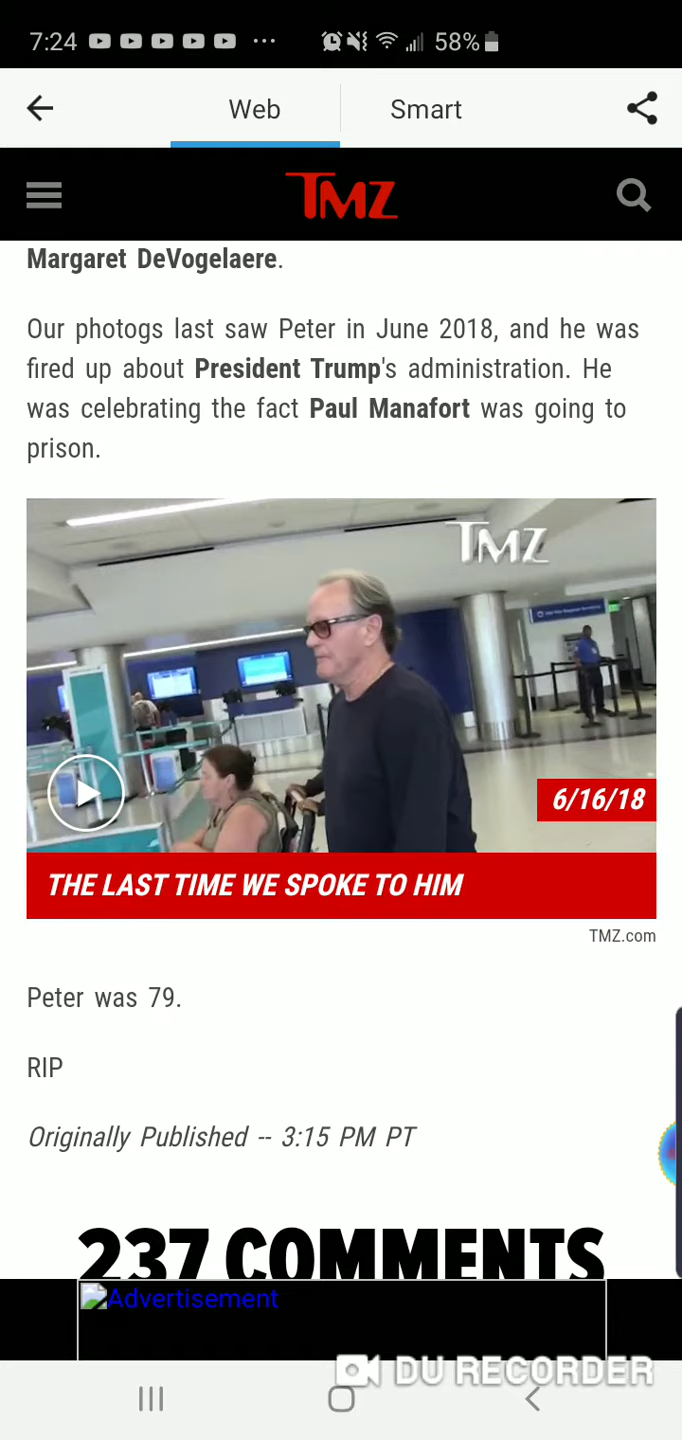 7:24
58%
Web
Smart
TMZ
Margaret DeVogelaere.
Our photogs last saw Peter in June 2018, and he was
fired up about President Trump's administration. He
was celebrating the fact Paul Manafort was going to
prison.
TMZ
6/16/18
THE LAST TIME WE SPOKE TO HIM
TMZ.com
Peter was 79.
RIP
Originally Published -- 3:15 PM PT
237 COMMENTS
Advertisement
DU RECORDER